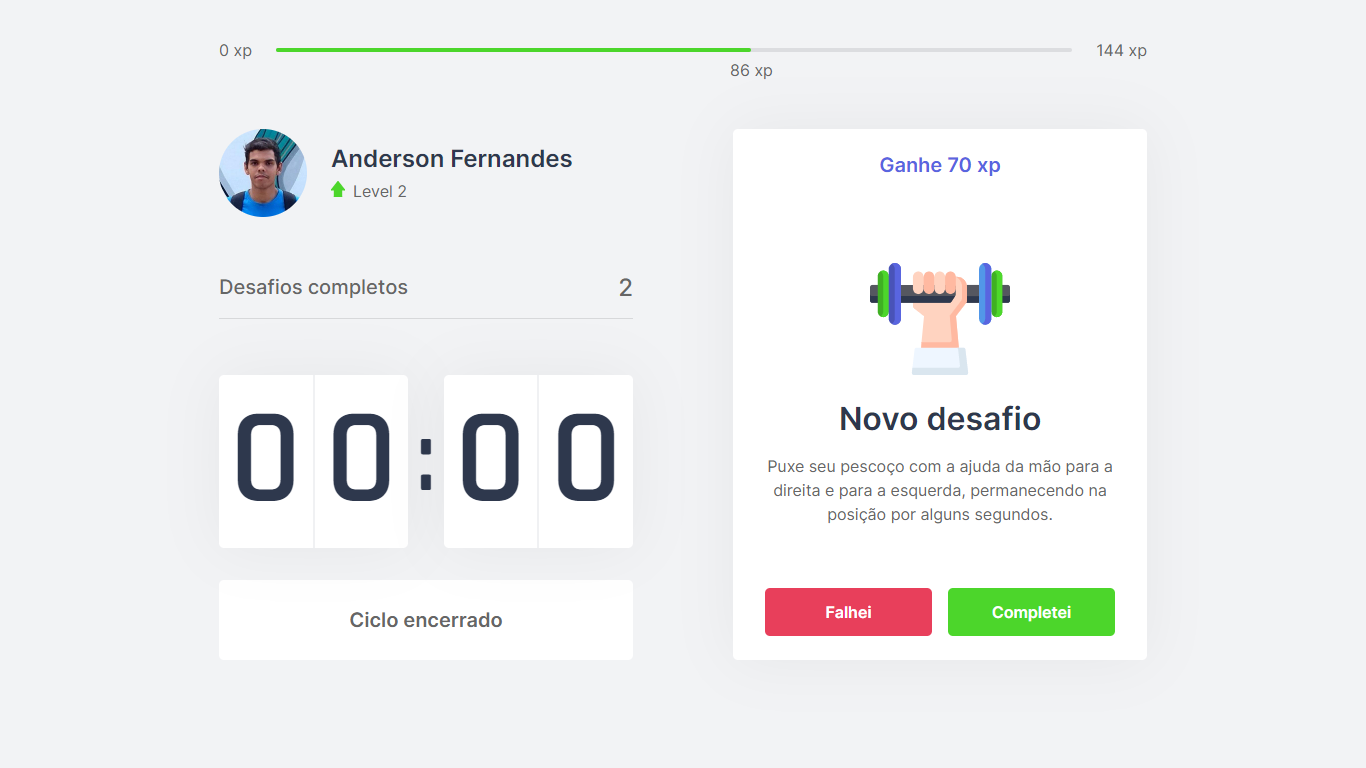 0 xp
144 xp
86 xp
Anderson Fernandes
Level 2
Desafios completos
2
00:00
Ciclo encerrado
Ganhe 70 xp
Novo desafio
Puxe seu pescoço com a ajuda da mão para a
direita e para a esquerda, permanecendo na
posição por alguns segundos.
Falhei
Completei